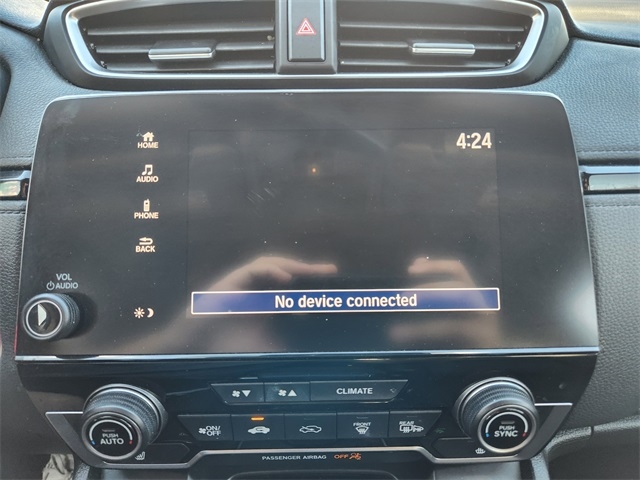 4:24
HOME
AUDIO
PHONE
BACK
VOL
AUDIO
No device connected
CLIMATE
PUSH
AUTO
ON/
OFF
FRONT
REAR
PUSH
SYNC
PASSENGER AIRBAG OFF